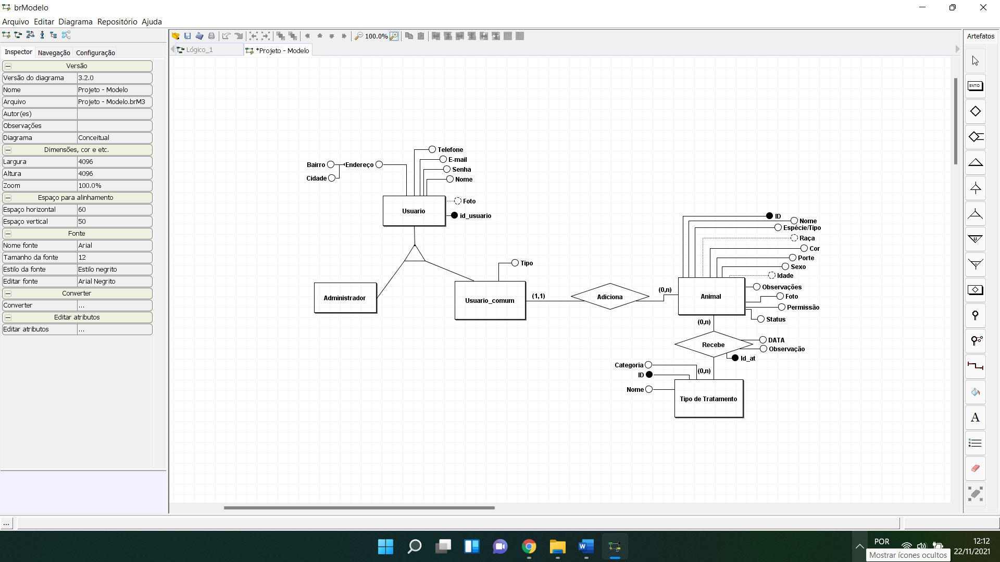 brModelo
Arquivo Editar Diagrama Repositório Ajuda
100.0%
Artefatos
Inspector Navegação Configuração
Lógico_1
*Projeto - Modelo
Versão
Versão do diagrama 3.2.0
Nome Projeto - Modelo
Arquivo Projeto - Modelo.brM3
Autor(es)
Observações
Diagrama Conceitual
Dimensões, cor e etc.
Largura 4096
Altura 4096
Zoom 100.0%
Espaço para alinhamento
Espaço horizontal 60
Espaço vertical 50
Fonte
Nome fonte Arial
Tamanho da fonte 12
Estilo da fonte Estilo negrito
Editar fonte Arial Negrito
Converter
Converter ...
Editar atributos
Editar atributos ...
Telefone
E-mail
Bairro Endereço
Senha
Cidade
Nome
Foto
Usuario
id_usuario
Tipo
Administrador
Usuario_comum
(1,1)
Adiciona
(0,n)
ID
Nome
Espécie/Tipo
Raça
Cor
Porte
Sexo
Idade
Animal
Observações
Foto
Permissão
Status
(0,n)
Recebe
DATA
Observação
Id_at
Categoria
(0,n)
ID
Nome
Tipo de Tratamento
ENTID
U
A
...
POR
12:12
22/11/2021
Mostrar ícones ocultos